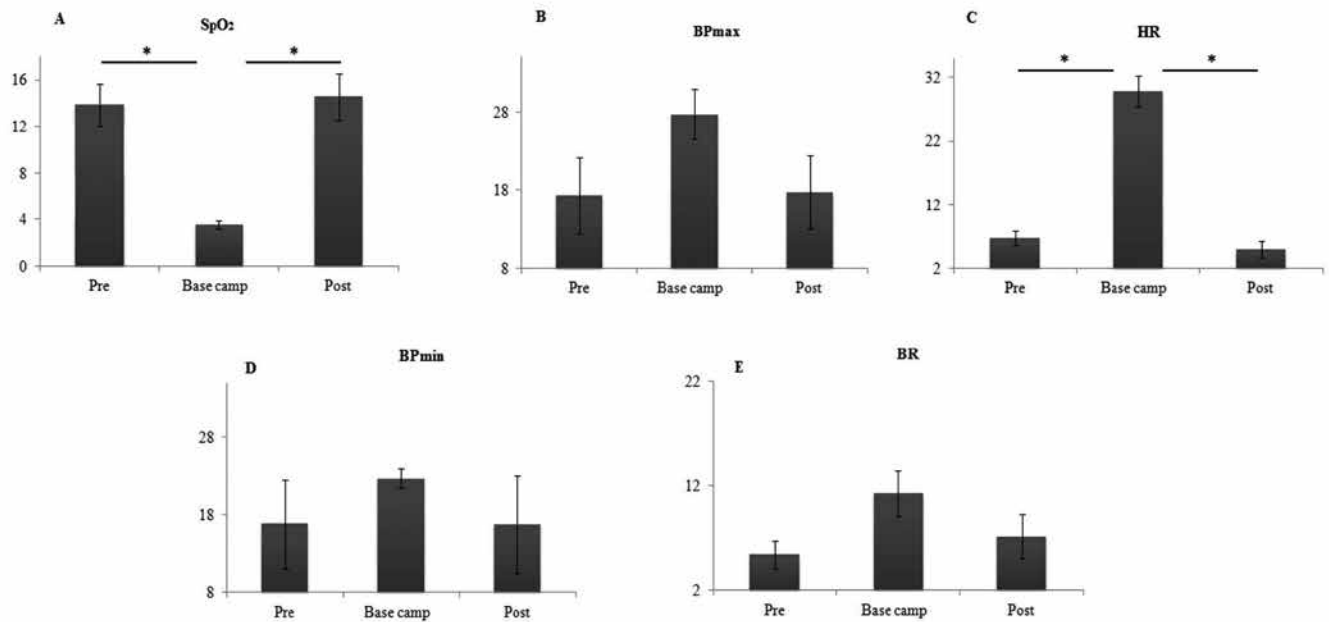 A
SpO₂
*
*
16
12
8
4
0
Pre Base camp Post
B
BPmax
28
18
8
Pre Base camp Post
C
HR
*
*
32
22
12
2
Pre Base camp Post
D
BPmin
28
18
8
Pre Base camp Post
E
BR
22
12
2
Pre Base camp Post